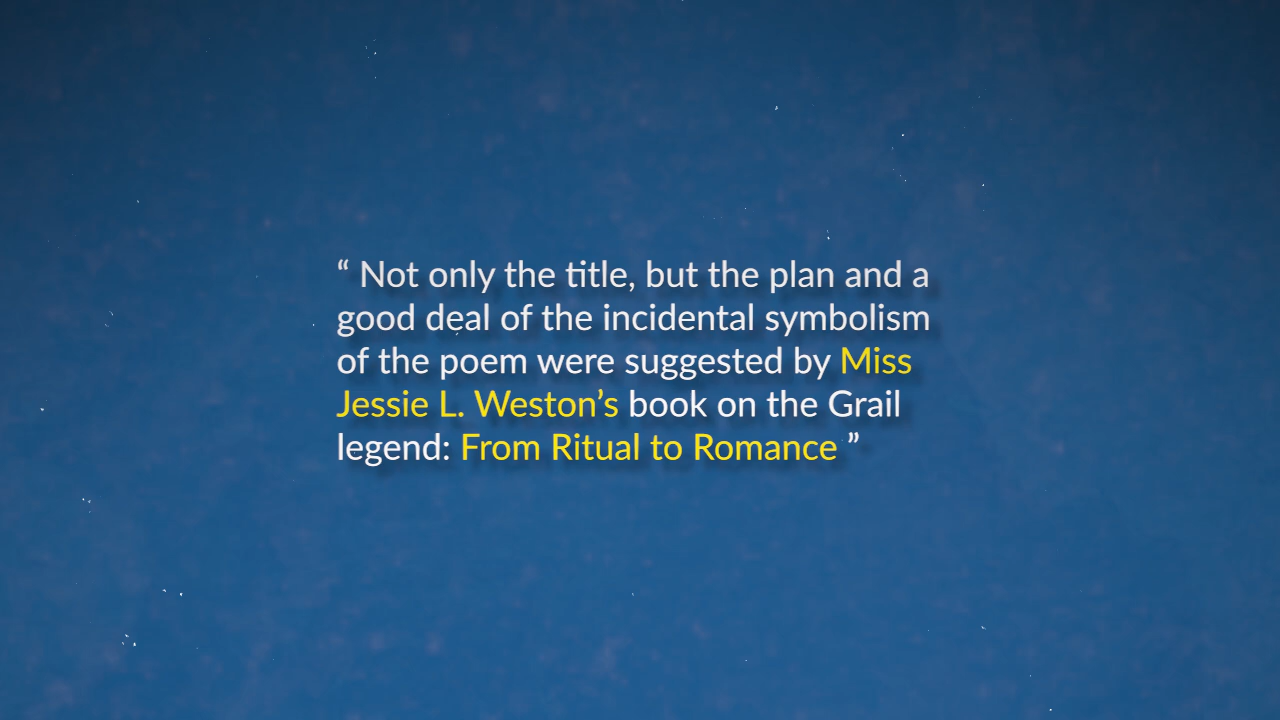 “ Not only the title, but the plan and a
good deal of the incidental symbolism
of the poem were suggested by Miss
Jessie L. Weston’s book on the Grail
legend: From Ritual to Romance ”